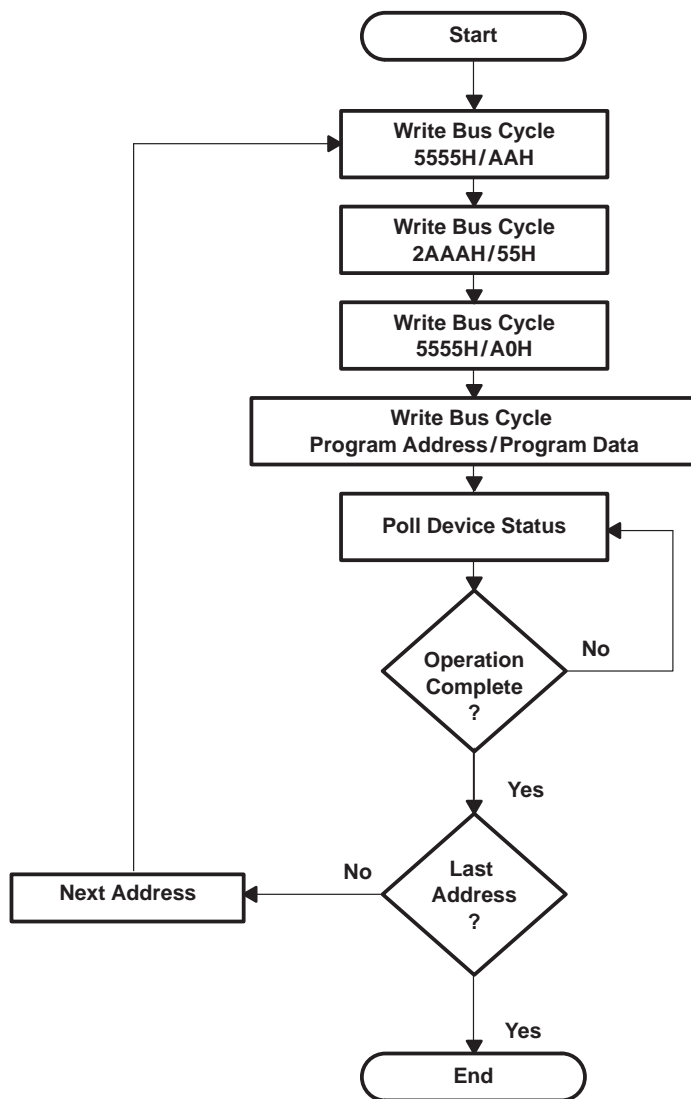 Start
Write Bus Cycle
5555H/AAH
Write Bus Cycle
2AAAH/55H
Write Bus Cycle
5555H/A0H
Write Bus Cycle
Program Address/Program Data
Poll Device Status
Operation
Complete
?
No
Yes
Last
Address
?
No
Next Address
Yes
End